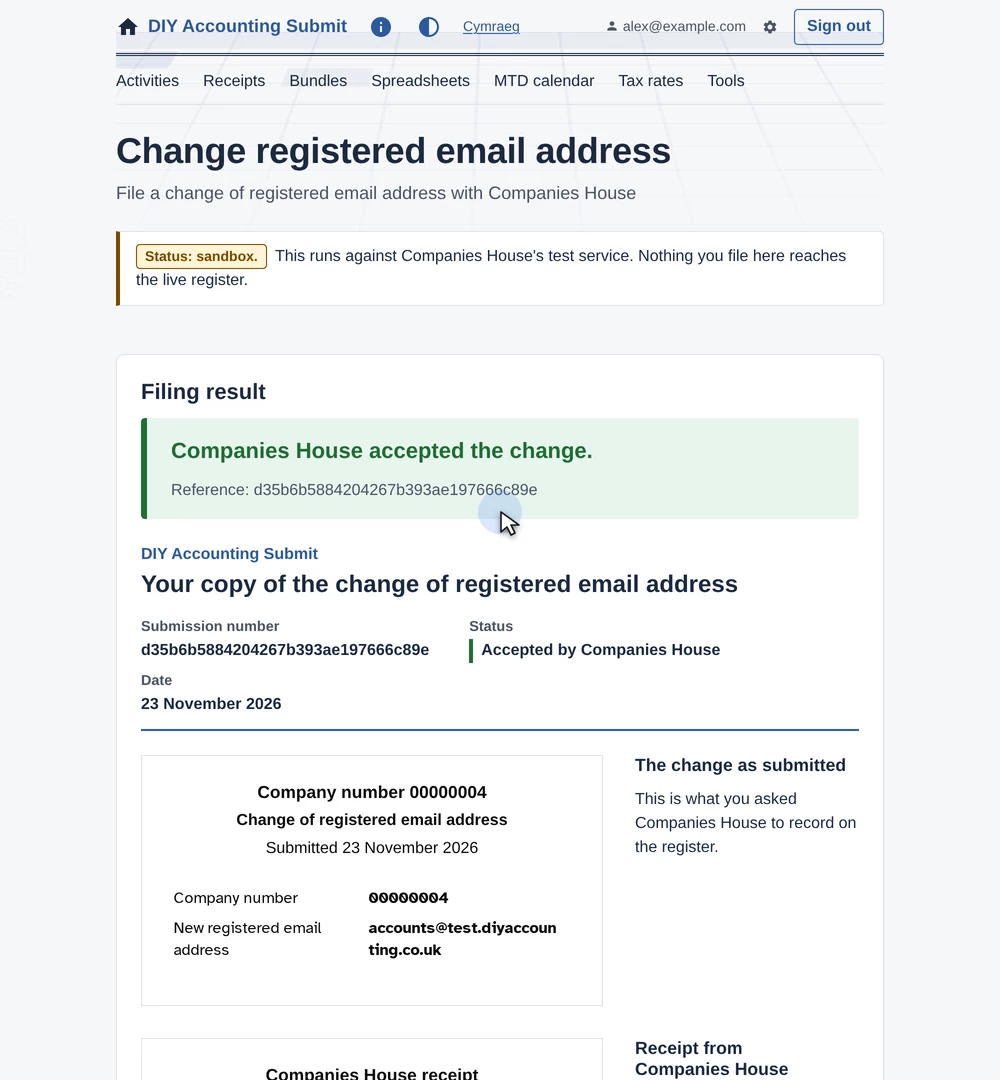 DIY Accounting Submit
Cymraeg
alex@example.com
Sign out
Activities
Receipts
Bundles
Spreadsheets
MTD calendar
Tax rates
Tools
Change registered email address
File a change of registered email address with Companies House
Status: sandbox. This runs against Companies House's test service. Nothing you file here reaches
the live register.
Filing result
Companies House accepted the change.
Reference: d35b6b5884204267b393ae197666c89e
DIY Accounting Submit
Your copy of the change of registered email address
Submission number
d35b6b5884204267b393ae197666c89e
Status
Accepted by Companies House
Date
23 November 2026
Company number 00000004
Change of registered email address
Submitted 23 November 2026
Company number
00000004
New registered email
address
accounts@test.diyaccoun
ting.co.uk
The change as submitted
This is what you asked
Companies House to record on
the register.
Companies House receipt
Receipt from
Companies House